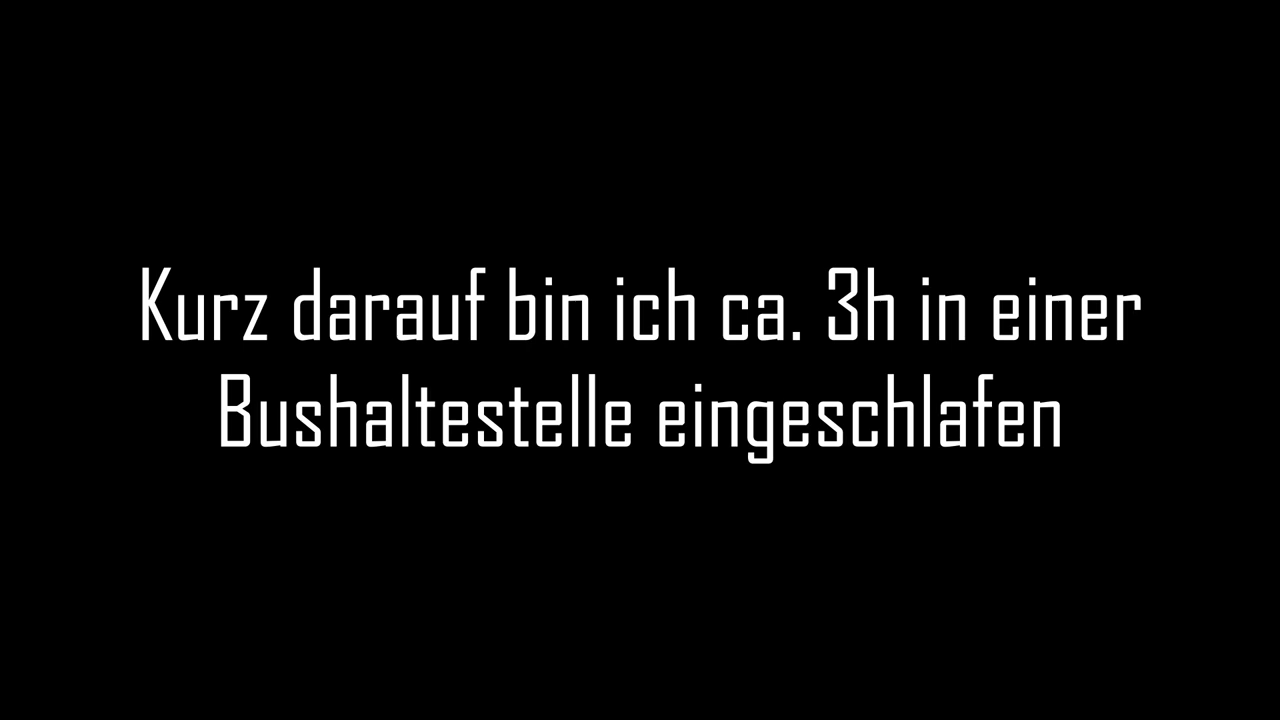 Kurz darauf bin ich ca. 3h in einer
Bushaltestelle eingeschlafen